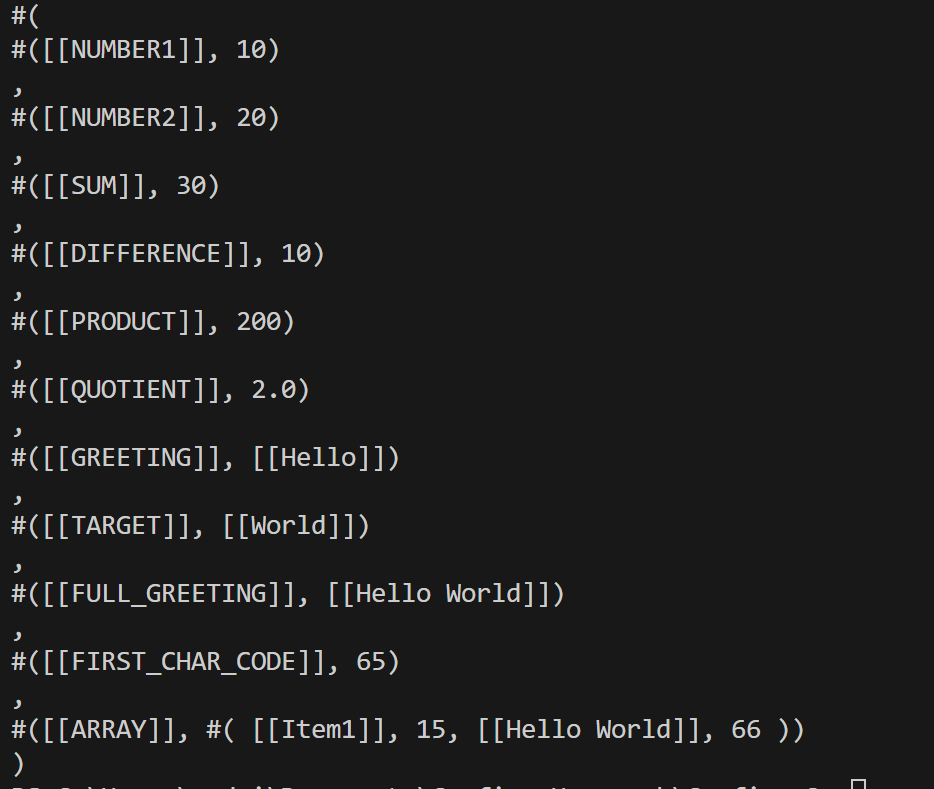 #(
#([[NUMBER1]], 10)
,
#([[NUMBER2]], 20)
,
#([[SUM]], 30)
,
#([[DIFFERENCE]], 10)
,
#([[PRODUCT]], 200)
,
#([[QUOTIENT]], 2.0)
,
#([[GREETING]], [[Hello]])
,
#([[TARGET]], [[World]])
,
#([[FULL_GREETING]], [[Hello World]])
,
#([[FIRST_CHAR_CODE]], 65)
,
#([[ARRAY]], #( [[Item1]], 15, [[Hello World]], 66 ))
)